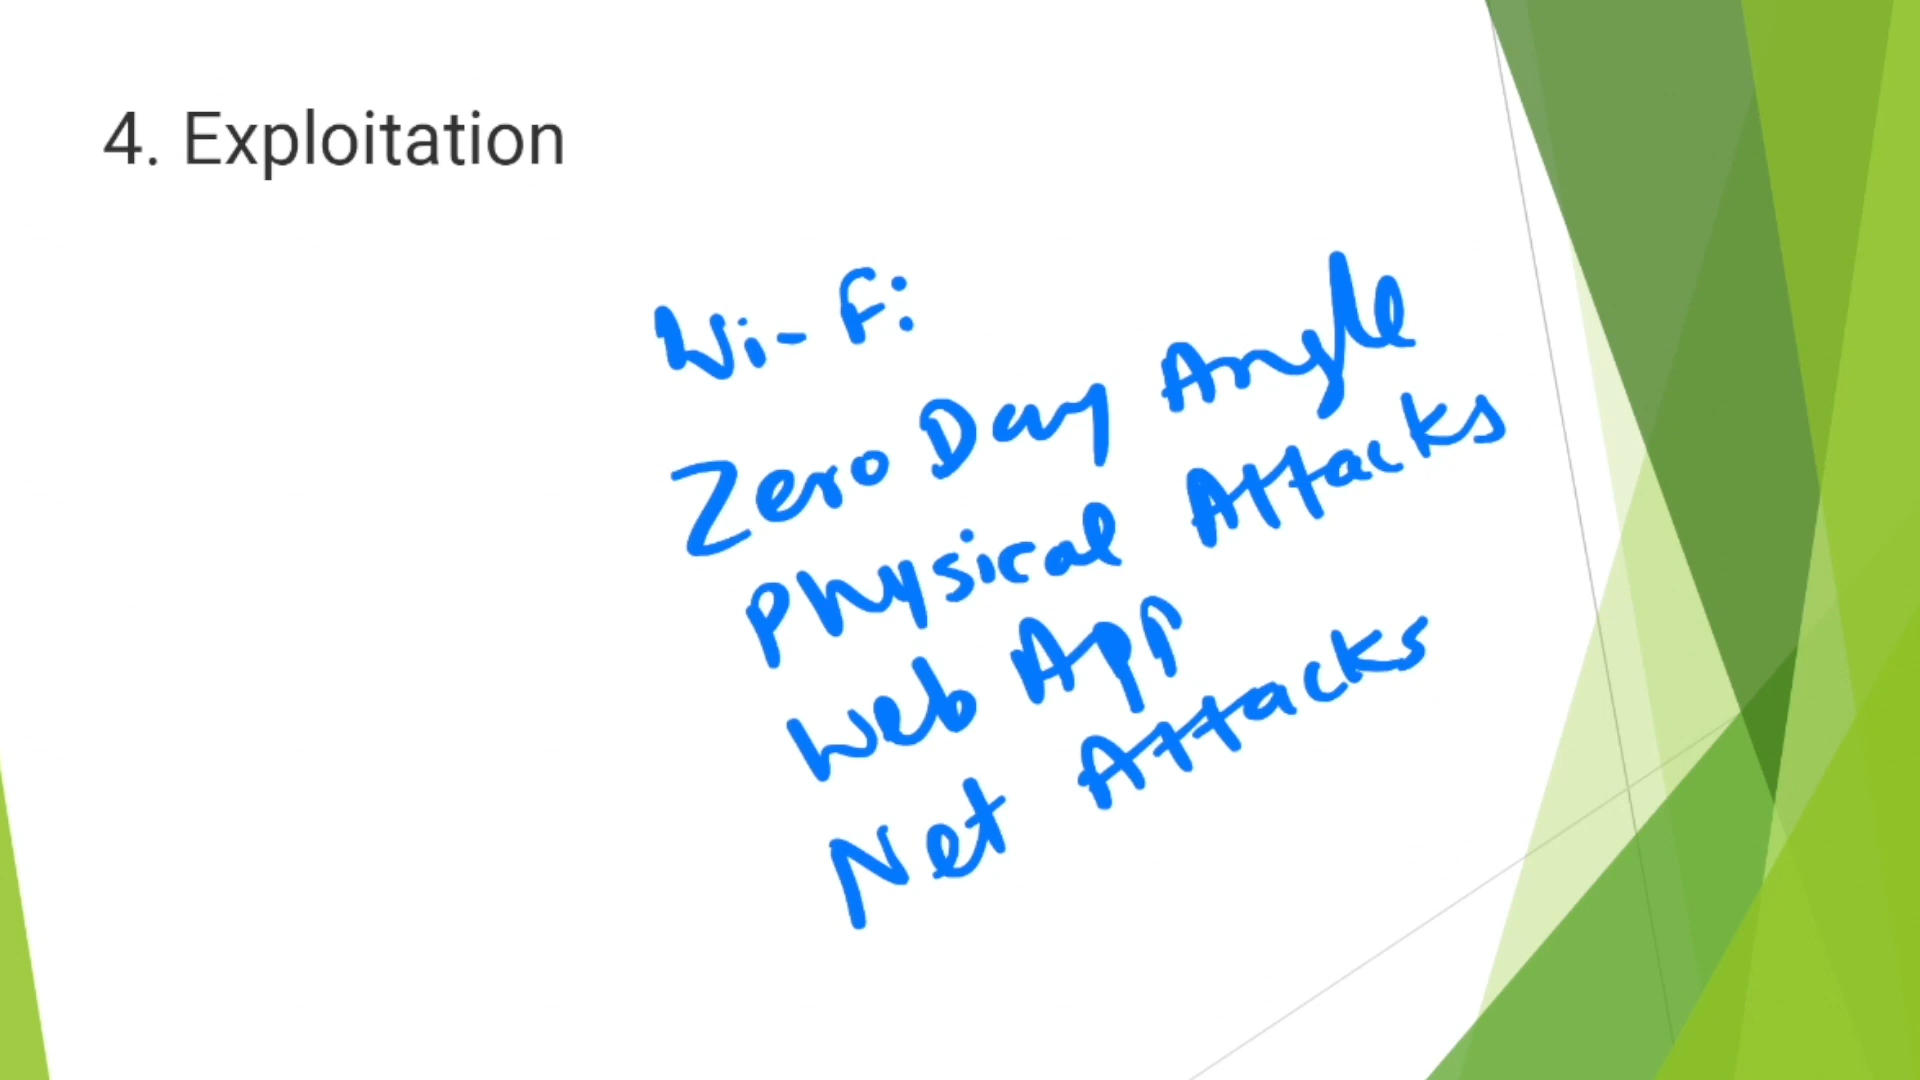 4. Exploitation
Wi-Fi
Zero Day Angle
Physical Attacks
Web App
Net Attacks